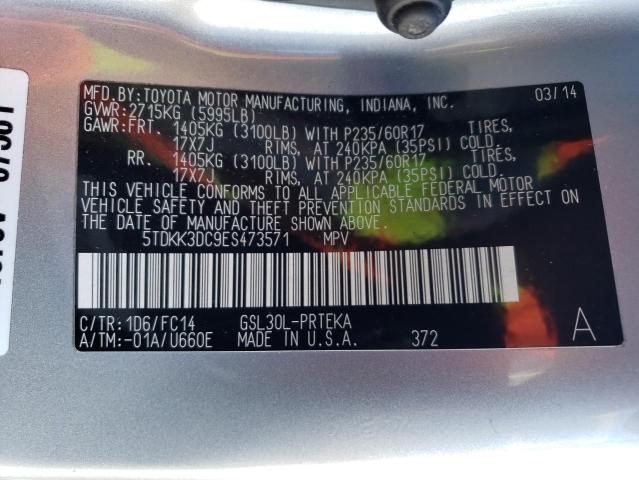 MFD.BY:TOYOTA MOTOR MANUFACTURING, INDIANA, INC. 03/14
GVWR:2715KG (5995LB)
GAWR:FRT. 1405KG (3100LB) WITH P235/60R17 TIRES,
17X7J RIMS, AT 240KPA (35PSI) COLD.
RR. 1405KG (3100LB) WITH P235/60R17 TIRES,
17X7J RIMS, AT 240KPA (35PSI) COLD.
THIS VEHICLE CONFORMS TO ALL APPLICABLE FEDERAL MOTOR
VEHICLE SAFETY AND THEFT PREVENTION STANDARDS IN EFFECT ON
THE DATE OF MANUFACTURE SHOWN ABOVE.
5TDKK3DC9ES473571 MPV
C/TR:1D6/FC14 GSL30L-PRTEKA A
A/TM:-01A/U660E MADE IN U.S.A. 372